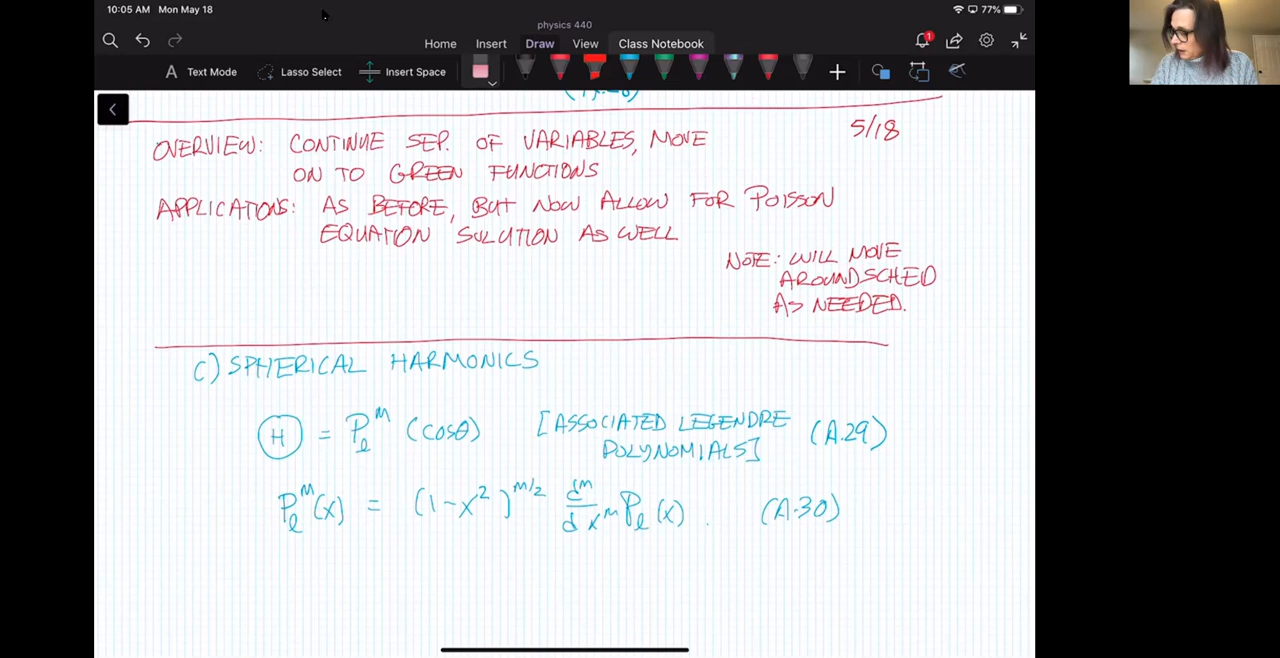 10:05 AM Mon May 18
77%
physics 440
Home Insert Draw View Class Notebook
1
Text Mode Lasso Select Insert Space
5/18
OVERVIEW: CONTINUE SEP. OF VARIABLES, MOVE
ON TO GREEN FUNCTIONS
APPLICATIONS: AS BEFORE, BUT NOW ALLOW FOR POISSON
EQUATION SOLUTION AS WELL
NOTE: WILL MOVE
AROUND SCHED
AS NEEDED.
C) SPHERICAL HARMONICS
(H) = P_l^m (cosθ) [ASSOCIATED LEGENDRE (A.29)
POLYNOMIALS]
P_l^m(x) = (1-x^2)^{m/2} d^m/dx^m P_l(x). (A.30)